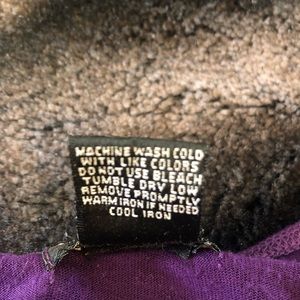 MACHINE WASH COLD
WITH LIKE COLORS
DO NOT USE BLEACH
TUMBLE DRY LOW
REMOVE PROMPTLY
WARM IRON IF NEEDED
COOL IRON